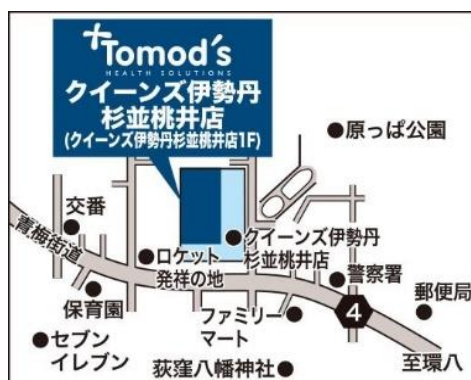 Tomod's
HEALTH SOLUTIONS
クイーンズ伊勢丹
杉並桃井店
(クイーンズ伊勢丹杉並桃井店1F)
原っぱ公園
交番
青梅街道
ロケット
発祥の地
クイーンズ伊勢丹
杉並桃井店
警察署
保育園
ファミリー
マート
4
郵便局
セブン
イレブン
荻窪八幡神社
至環八